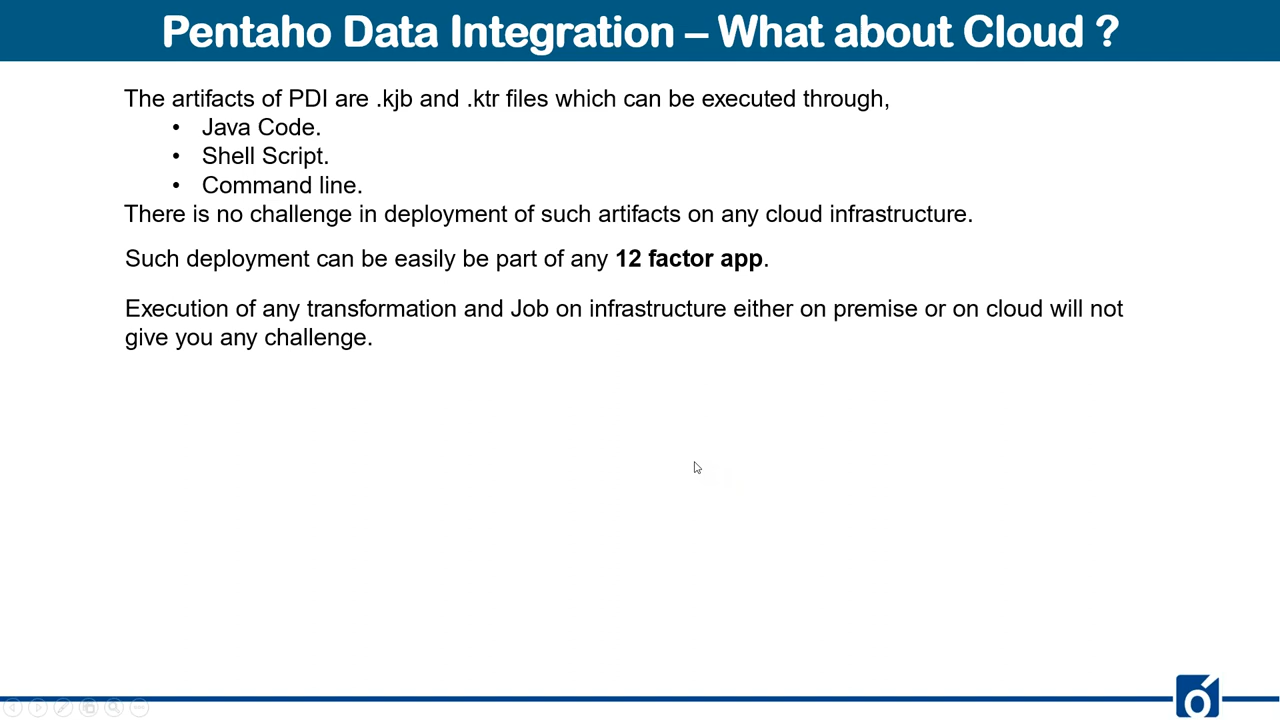 Pentaho Data Integration – What about Cloud ?
The artifacts of PDI are .kjb and .ktr files which can be executed through,
• Java Code.
• Shell Script.
• Command line.
There is no challenge in deployment of such artifacts on any cloud infrastructure.
Such deployment can be easily be part of any 12 factor app.
Execution of any transformation and Job on infrastructure either on premise or on cloud will not
give you any challenge.